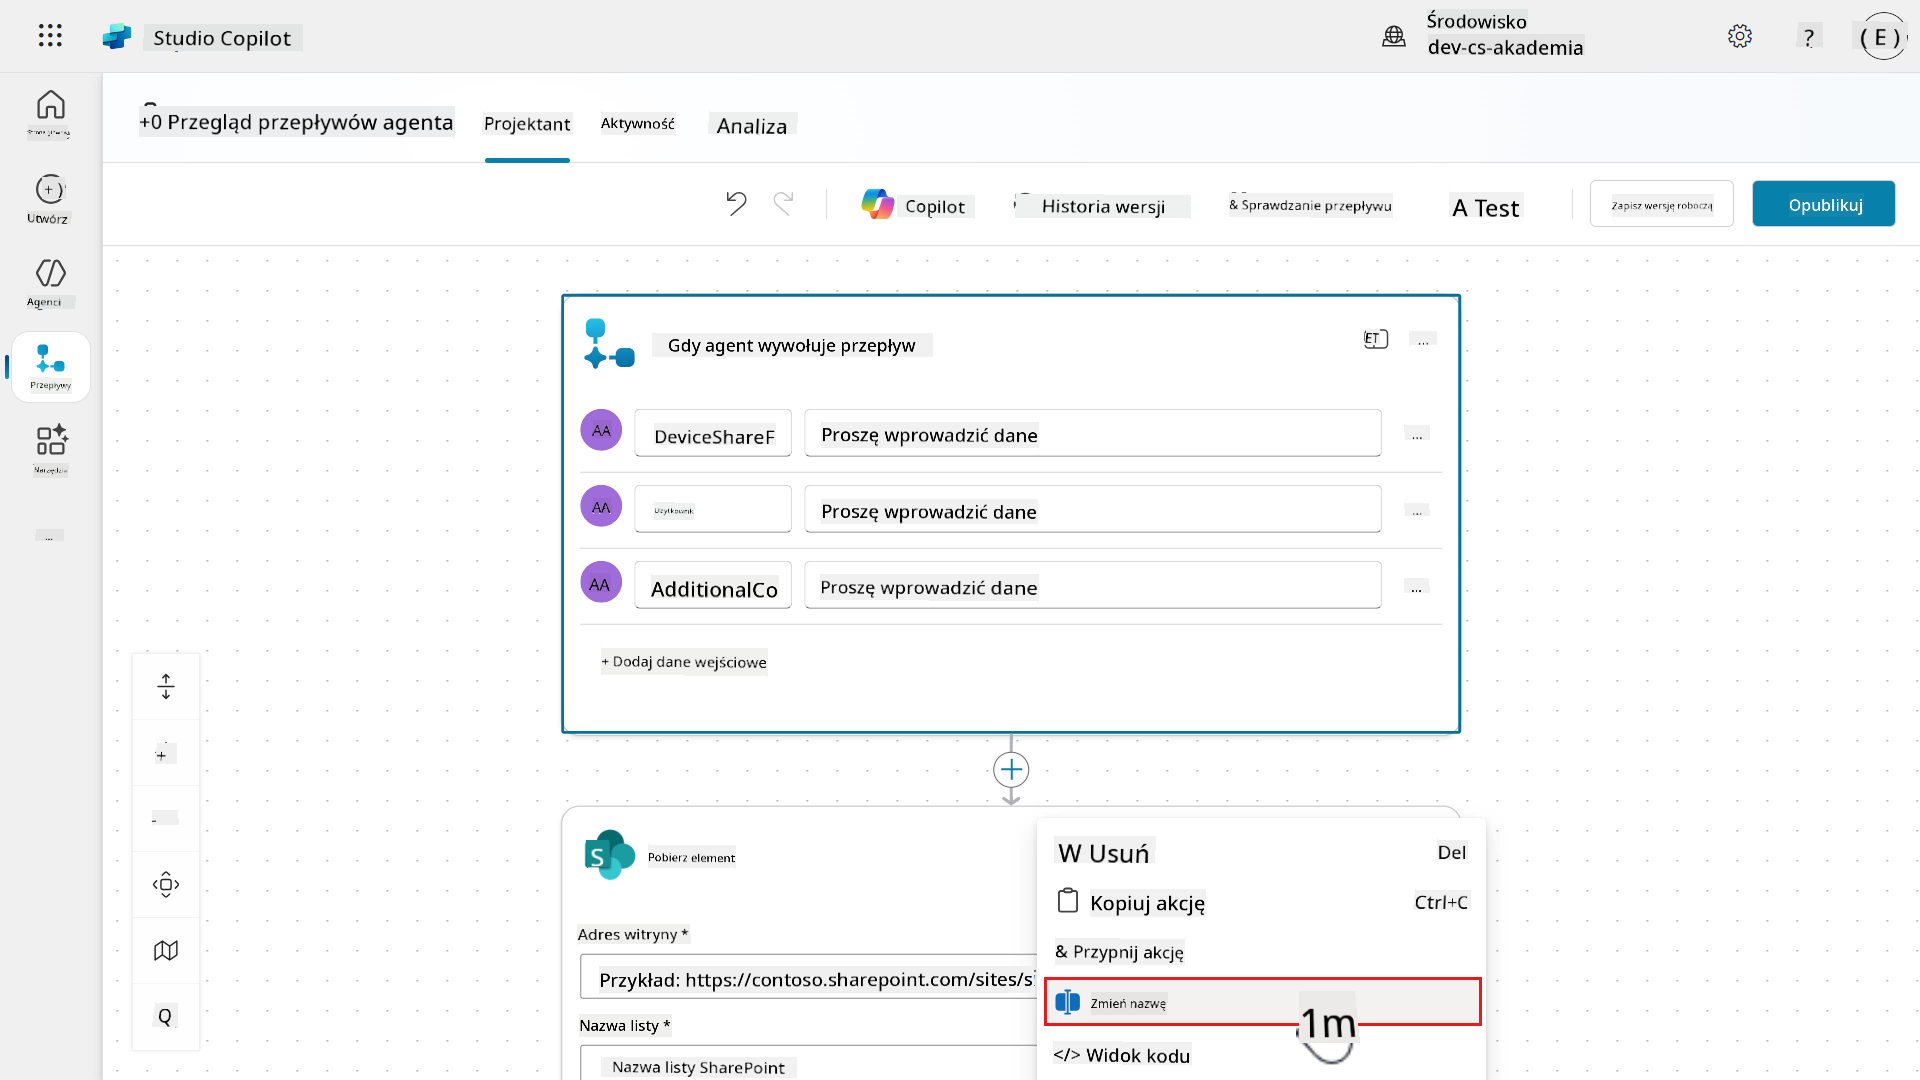 Studio Copilot
Środowisko
dev-cs-akademia
?
( E )
+0 Przegląd przepływów agenta
Projektant
Aktywność
Analiza
Utwórz
Agenci
Przepływy
Narzędzia
...
Copilot
Historia wersji
& Sprawdzanie przepływu
A Test
Zapisz wersję roboczą
Opublikuj
Gdy agent wywołuje przepływ
...
AA
DeviceShareF
Proszę wprowadzić dane
...
AA
Użytkownik
Proszę wprowadzić dane
...
AA
AdditionalCo
Proszę wprowadzić dane
...
+ Dodaj dane wejściowe
Pobierz element
Adres witryny *
Przykład: https://contoso.sharepoint.com/sites/s
Nazwa listy *
Nazwa listy SharePoint
W Usuń
Del
Kopiuj akcję
Ctrl+C
& Przypnij akcję
Zmień nazwę
1m
</> Widok kodu
Q